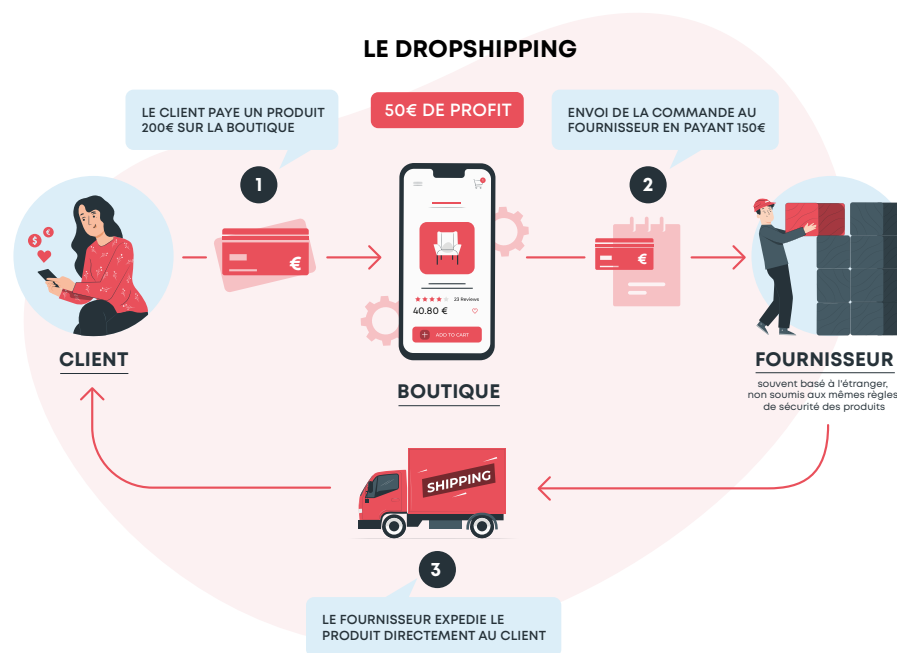 LE DROPSHIPPING
LE CLIENT PAYE UN PRODUIT
200€ SUR LA BOUTIQUE
50€ DE PROFIT
ENVOI DE LA COMMANDE AU
FOURNISSEUR EN PAYANT 150€
1
2
$
€
€
€
23 Reviews
40.80 €
ADD TO CART
CLIENT
BOUTIQUE
FOURNISSEUR
souvent basé à l'étranger,
non soumis aux mêmes règles
de sécurité des produits
SHIPPING
3
LE FOURNISSEUR EXPEDIE LE
PRODUIT DIRECTEMENT AU CLIENT